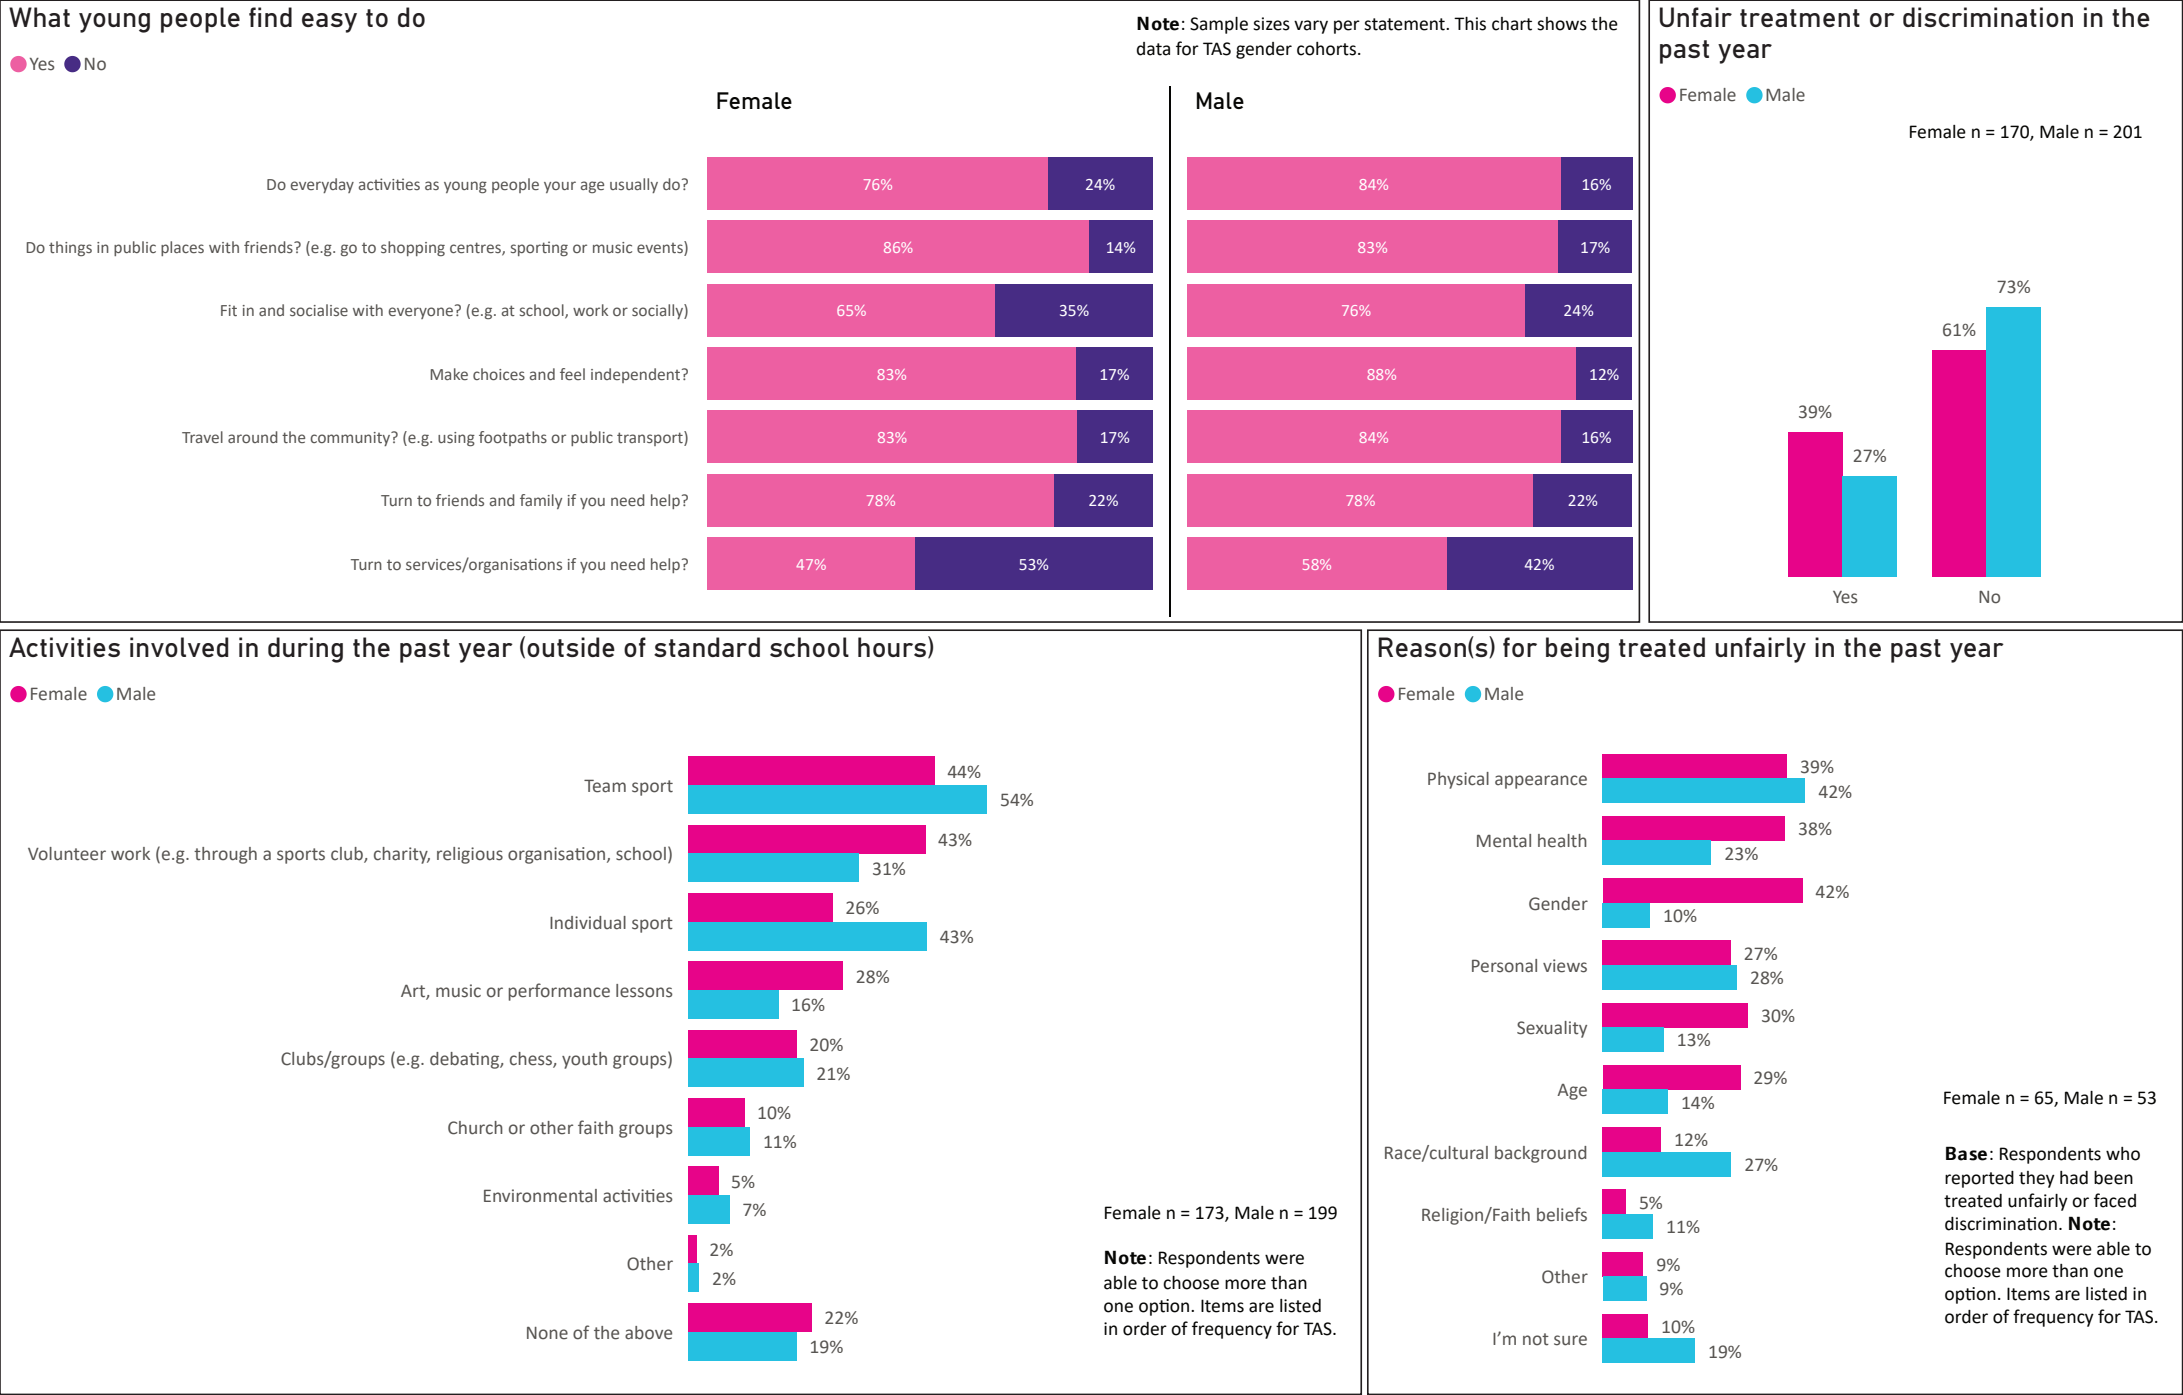 What young people find easy to do
Yes No
Note: Sample sizes vary per statement. This chart shows the
data for TAS gender cohorts.
Female
Male
Do everyday activities as young people your age usually do?
76%
24%
84%
16%
Do things in public places with friends? (e.g. go to shopping centres, sporting or music events)
86%
14%
83%
17%
Fit in and socialise with everyone? (e.g. at school, work or socially)
65%
35%
76%
24%
Make choices and feel independent?
83%
17%
88%
12%
Travel around the community? (e.g. using footpaths or public transport)
83%
17%
84%
16%
Turn to friends and family if you need help?
78%
22%
78%
22%
Turn to services/organisations if you need help?
47%
53%
58%
42%
Unfair treatment or discrimination in the
past year
Female Male
Female n = 170, Male n = 201
39%
27%
61%
73%
Yes
No
Activities involved in during the past year (outside of standard school hours)
Female Male
Team sport
44%
54%
Volunteer work (e.g. through a sports club, charity, religious organisation, school)
43%
31%
Individual sport
26%
43%
Art, music or performance lessons
28%
16%
Clubs/groups (e.g. debating, chess, youth groups)
20%
21%
Church or other faith groups
10%
11%
Environmental activities
5%
7%
Other
2%
2%
None of the above
22%
19%
Female n = 173, Male n = 199
Note: Respondents were
able to choose more than
one option. Items are listed
in order of frequency for TAS.
Reason(s) for being treated unfairly in the past year
Female Male
Physical appearance
39%
42%
Mental health
38%
23%
Gender
42%
10%
Personal views
27%
28%
Sexuality
30%
13%
Age
29%
14%
Race/cultural background
12%
27%
Religion/Faith beliefs
5%
11%
Other
9%
9%
I'm not sure
10%
19%
Female n = 65, Male n = 53
Base: Respondents who
reported they had been
treated unfairly or faced
discrimination. Note:
Respondents were able to
choose more than one
option. Items are listed in
order of frequency for TAS.